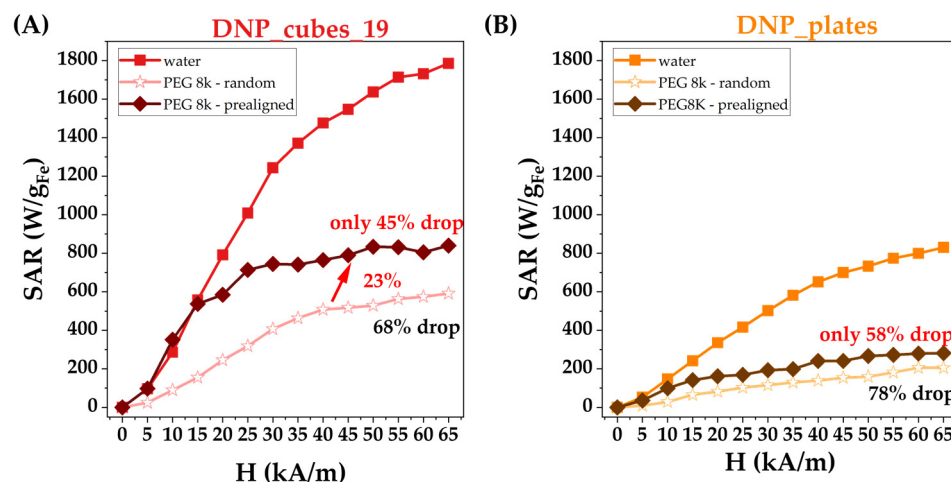 (A)
DNP_cubes_19
water
PEG 8k - random
PEG 8k - prealigned
SAR (W/gFe)
1800
1600
1400
1200
1000
800
600
400
200
0
only 45% drop
23%
68% drop
0 5 10 15 20 25 30 35 40 45 50 55 60 65
H (kA/m)
(B)
DNP_plates
water
PEG 8k - random
PEG8K - prealigned
SAR (W/gFe)
1800
1600
1400
1200
1000
800
600
400
200
0
only 58% drop
78% drop
0 5 10 15 20 25 30 35 40 45 50 55 60 65
H (kA/m)